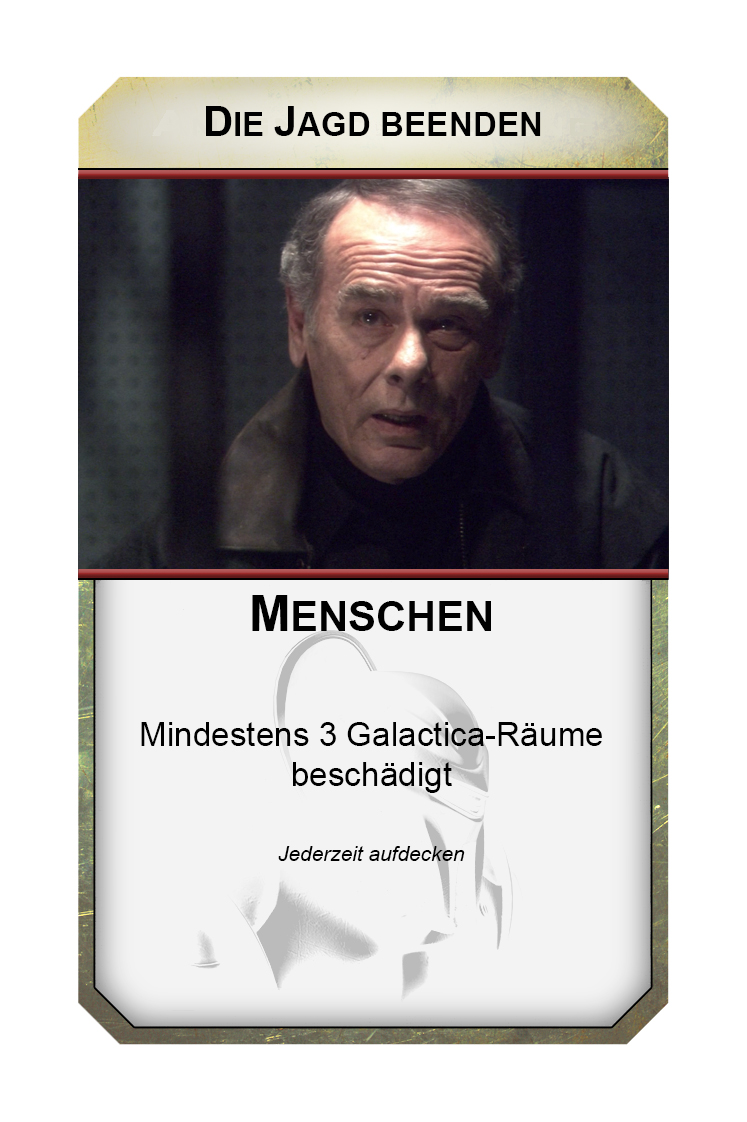 DIE JAGD BEENDEN
MENSCHEN
Mindestens 3 Galactica-Räume
beschädigt
Jederzeit aufdecken